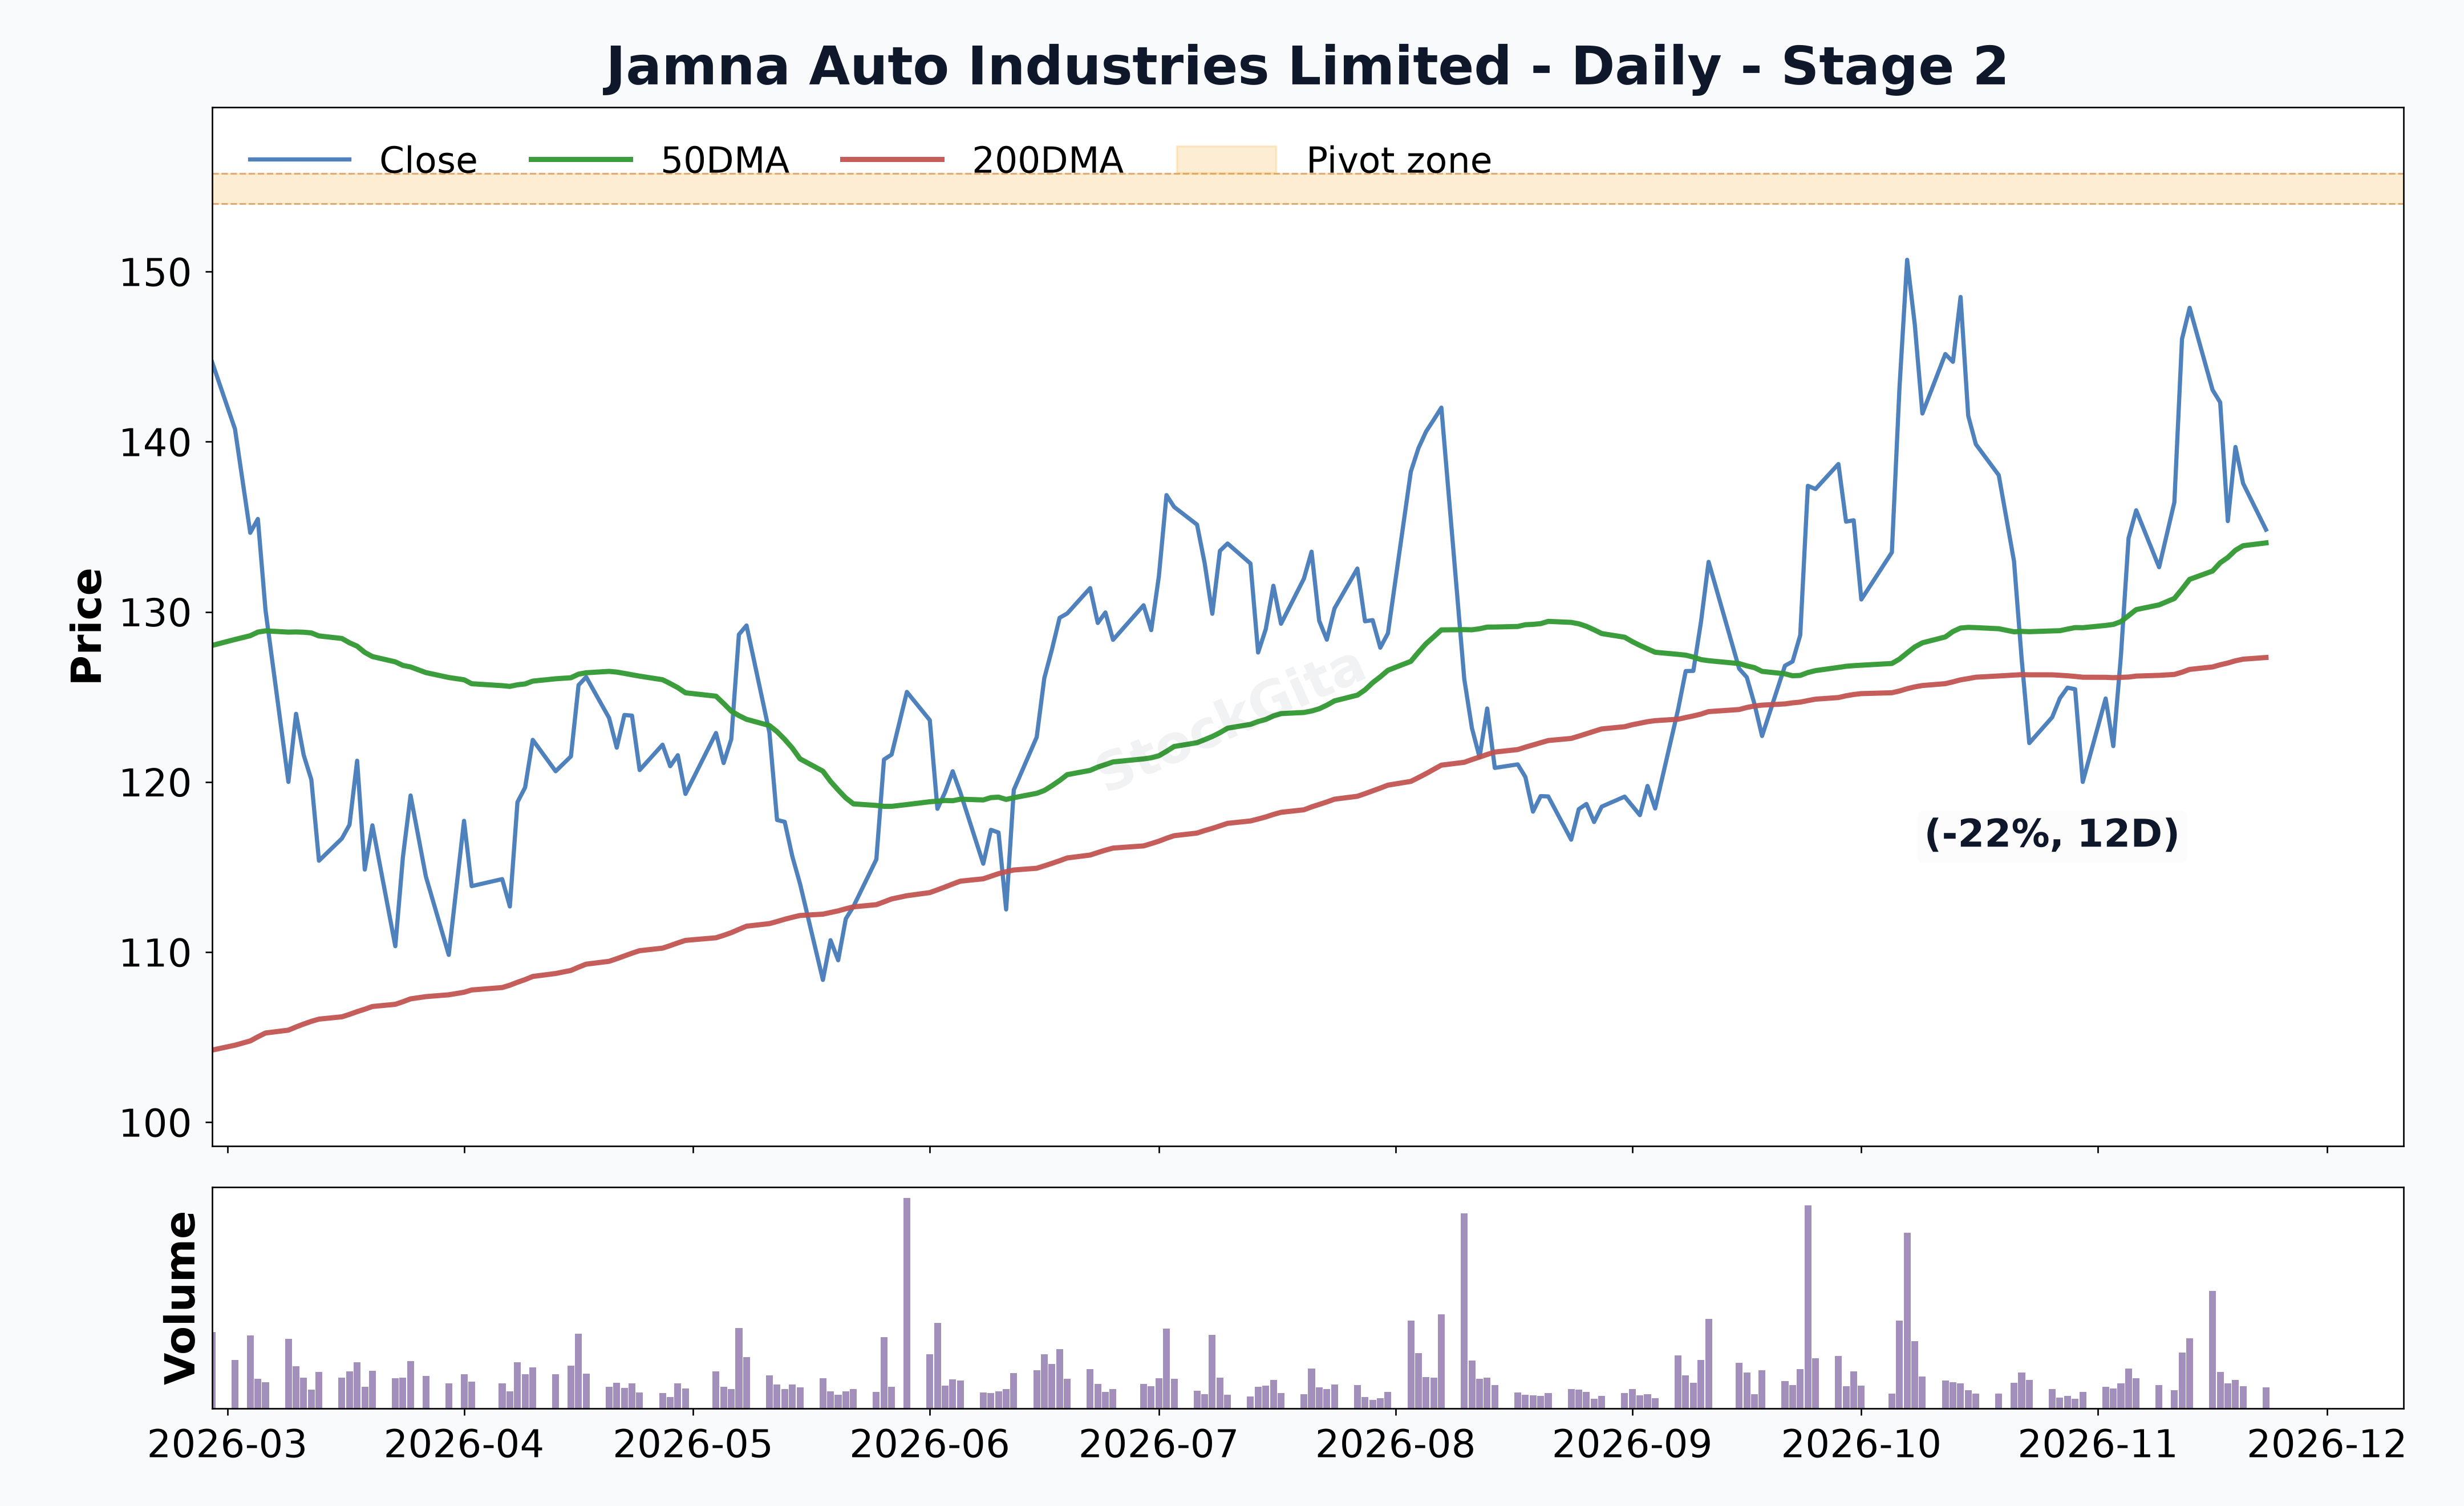 Jamna Auto Industries Limited - Daily - Stage 2
Close 50DMA 200DMA Pivot zone
150
140
130
120
110
100
Price
StockGita
(-22%, 12D)
Volume
2026-03 2026-04 2026-05 2026-06 2026-07 2026-08 2026-09 2026-10 2026-11 2026-12